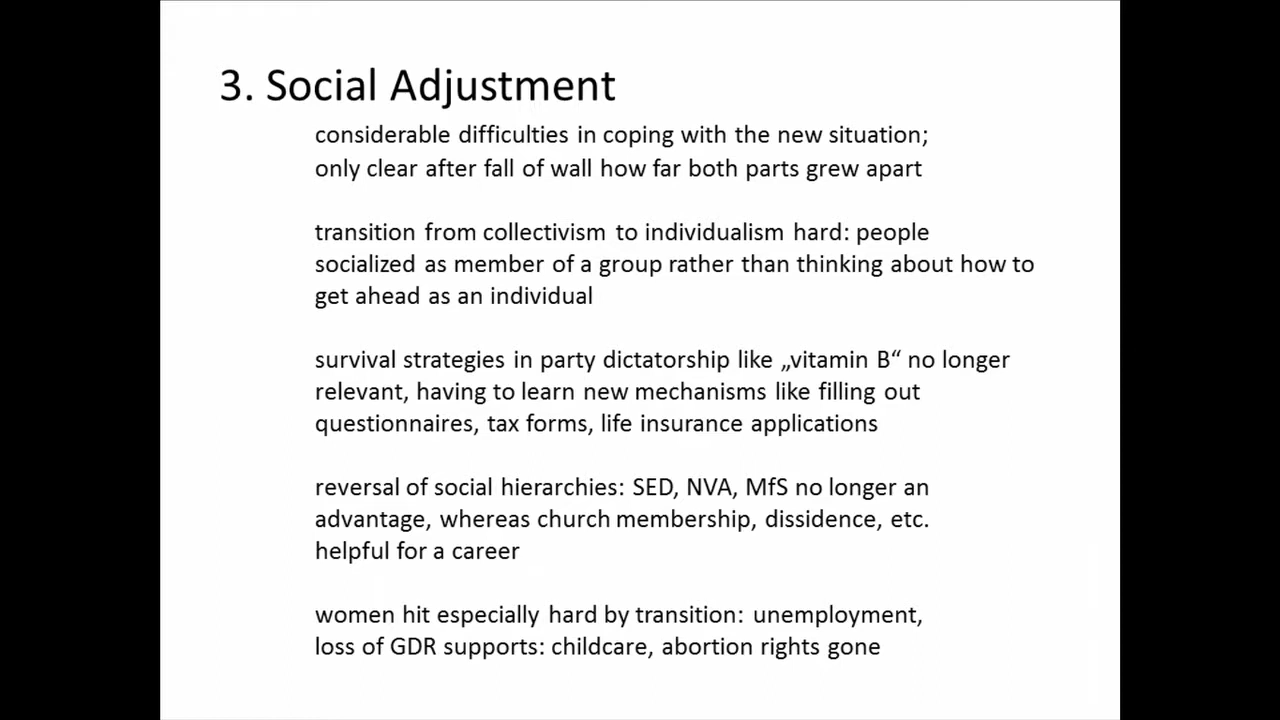 3. Social Adjustment
considerable difficulties in coping with the new situation;
only clear after fall of wall how far both parts grew apart
transition from collectivism to individualism hard: people
socialized as member of a group rather than thinking about how to
get ahead as an individual
survival strategies in party dictatorship like „vitamin B“ no longer
relevant, having to learn new mechanisms like filling out
questionnaires, tax forms, life insurance applications
reversal of social hierarchies: SED, NVA, MfS no longer an
advantage, whereas church membership, dissidence, etc.
helpful for a career
women hit especially hard by transition: unemployment,
loss of GDR supports: childcare, abortion rights gone